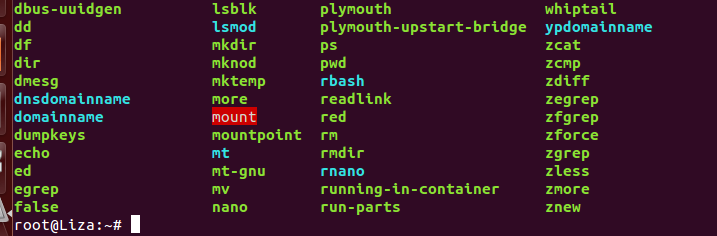 dbus-uuidgen lsblk plymouth whiptail
dd lsmod plymouth-upstart-bridge ypdomainname
df mkdir ps zcat
dir mknod pwd zcmp
dmesg mktemp rbash zdiff
dnsdomainname more readlink zegrep
domainname mount red zfgrep
dumpkeys mountpoint rm zforce
echo mt rmdir zgrep
ed mt-gnu rnano zless
egrep mv running-in-container zmore
false nano run-parts znew
root@Liza:~#